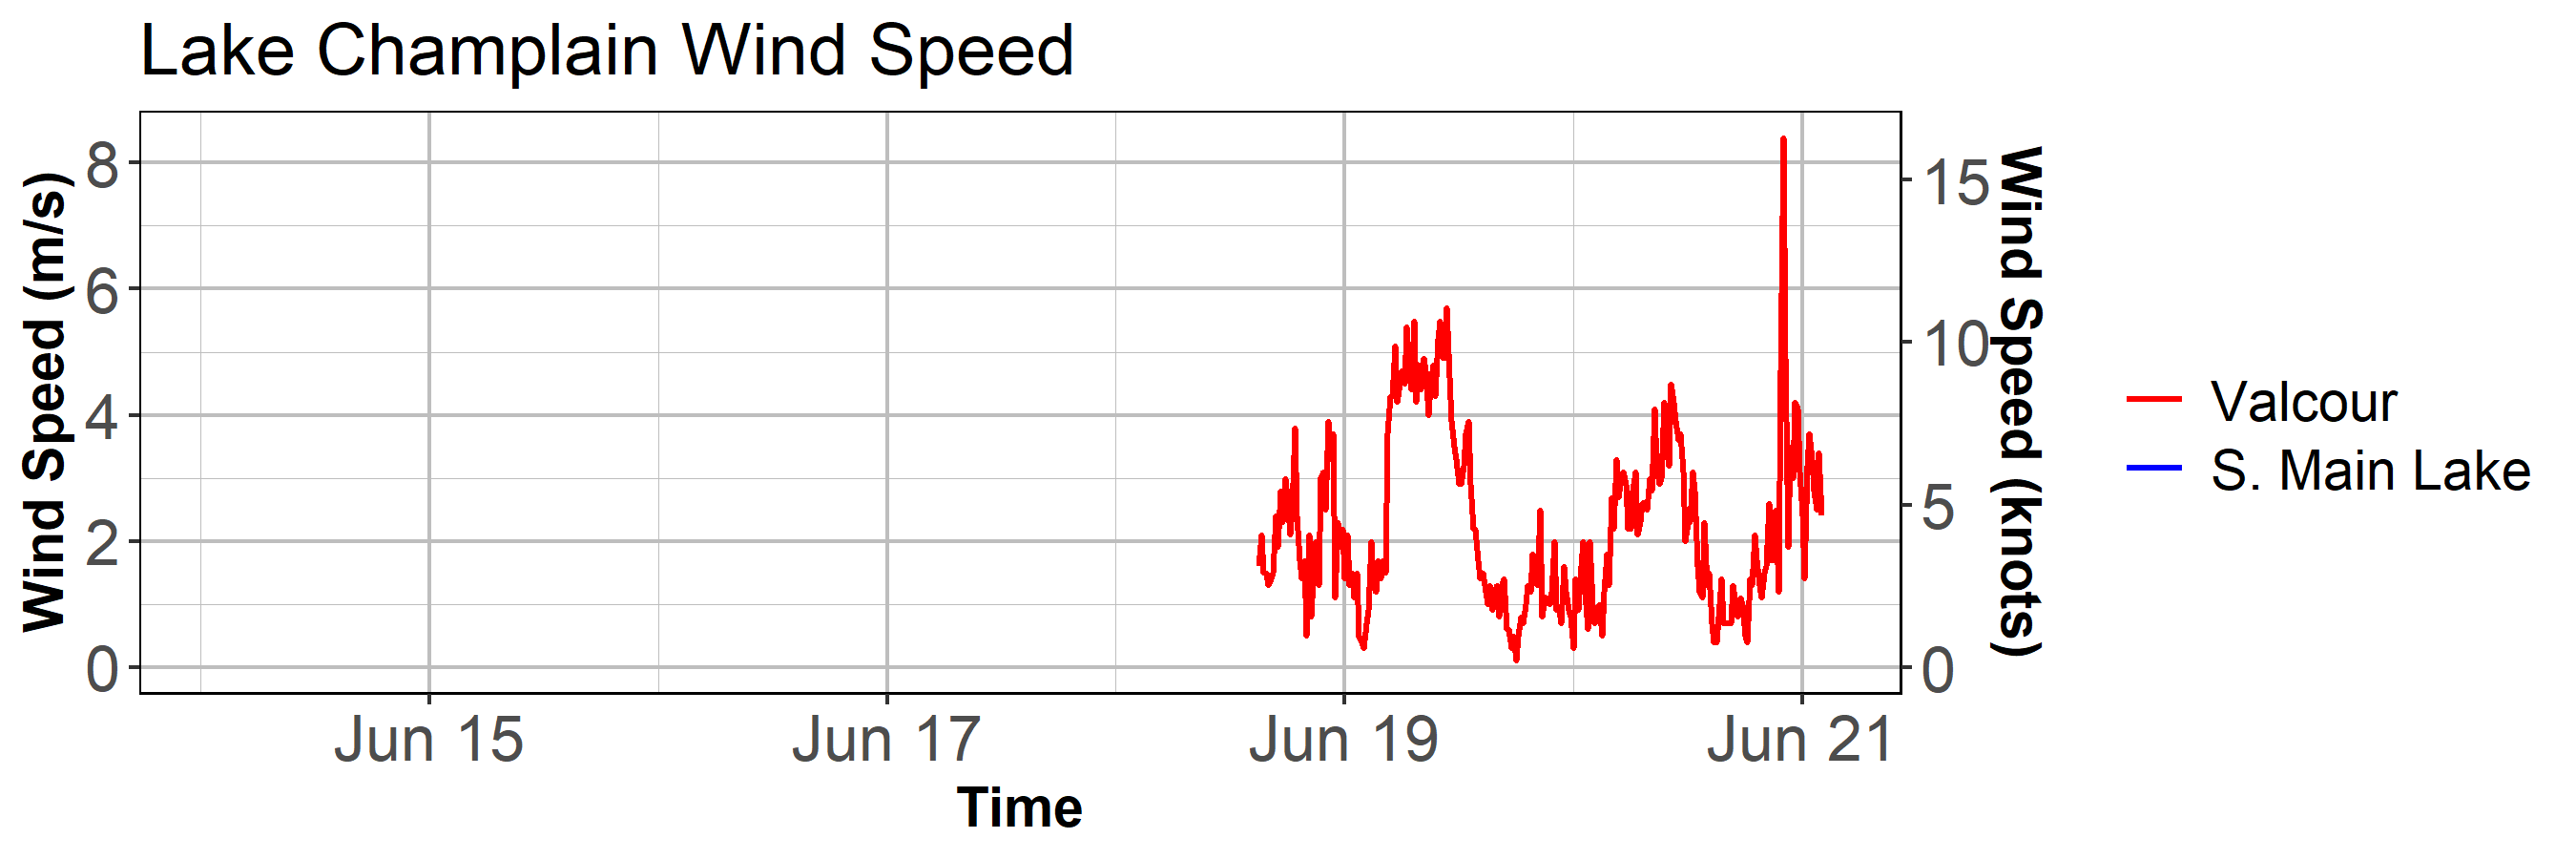 Lake Champlain Wind Speed
Wind Speed (m/s)
8
6
4
2
0
15
10
5
0
Wind Speed (knots)
Jun 15
Jun 17
Jun 19
Jun 21
Time
Valcour
S. Main Lake